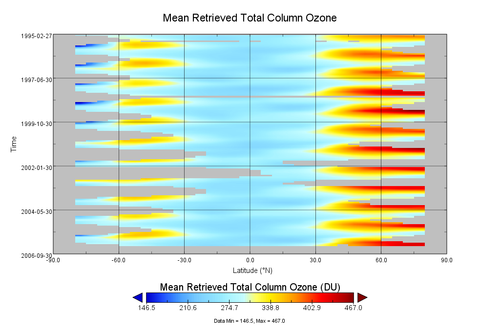 Mean Retrieved Total Column Ozone
1995-02-27
1997-06-30
1999-10-30
2002-01-30
2004-05-30
2006-09-30
Time
-90.0 -60.0 -30.0 0.0 30.0 60.0 90.0
Latitude (°N)
Mean Retrieved Total Column Ozone (DU)
146.5 210.6 274.7 338.8 402.9 467.0
Data Min = 146.5, Max = 467.0